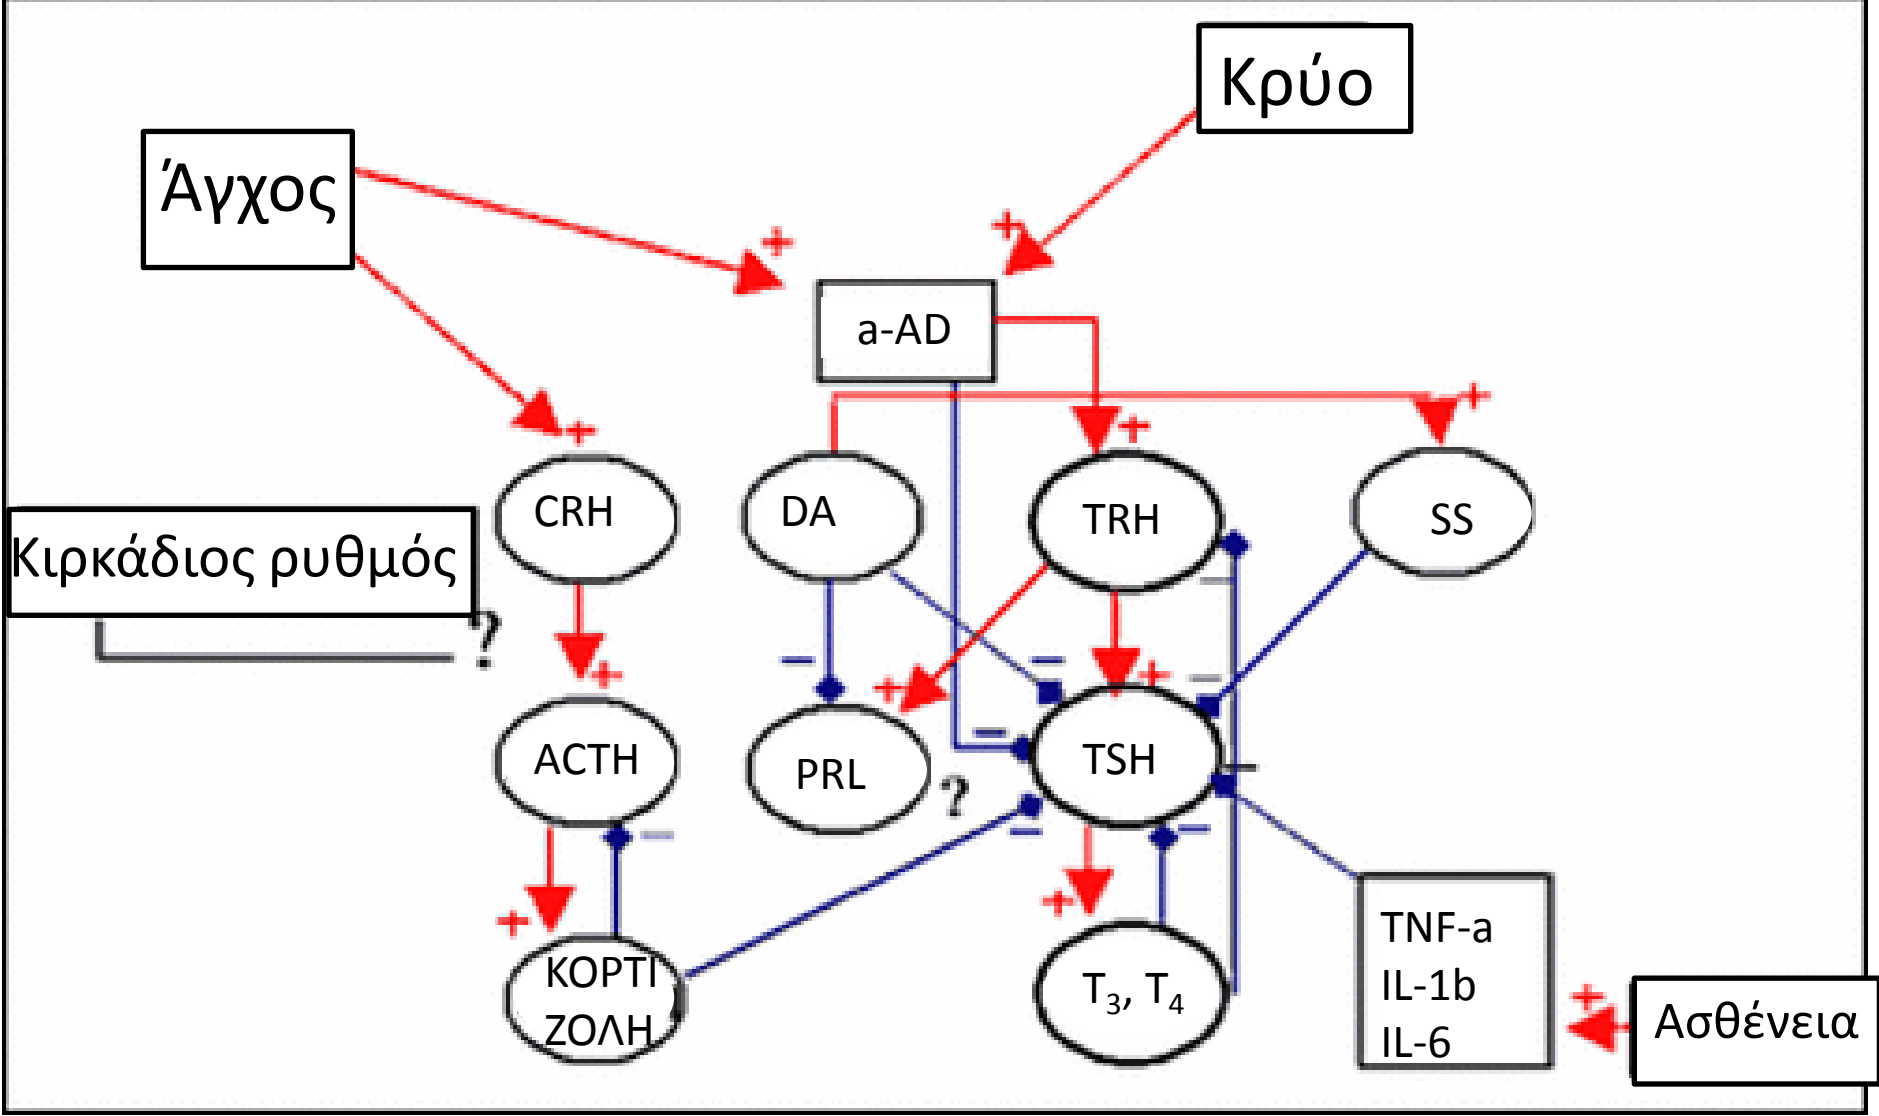 Κρύο
Άγχος
+
+
a-AD
+
+
+
CRH
DA
TRH
SS
Κιρκάδιος ρυθμός
?
−
−
−
+
+
+
−
−
ACTH
PRL
TSH
−
?
−
−
−
+
+
ΚΟΡΤΙ
ΖΟΛΗ
T₃, T₄
TNF-a
IL-1b
IL-6
+
Ασθένεια